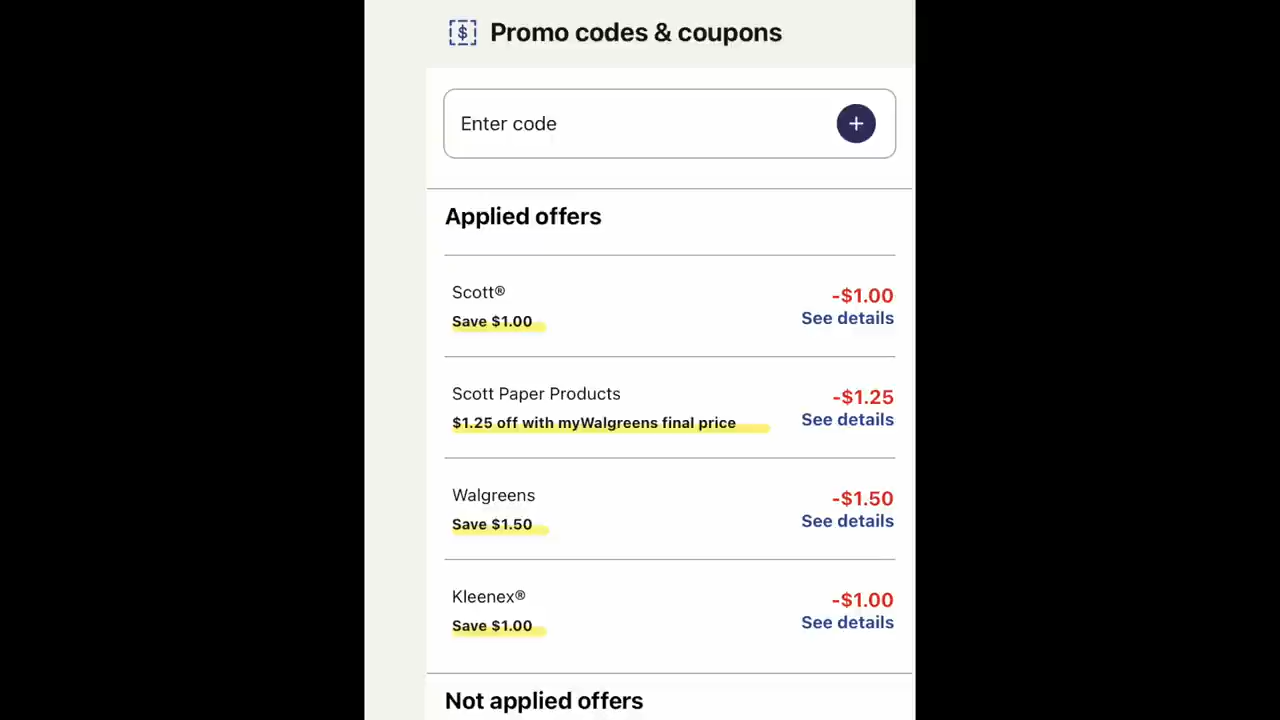 Promo codes & coupons
Enter code
Applied offers
Scott®
-$1.00
Save $1.00
See details
Scott Paper Products
-$1.25
$1.25 off with myWalgreens final price
See details
Walgreens
-$1.50
Save $1.50
See details
Kleenex®
-$1.00
Save $1.00
See details
Not applied offers